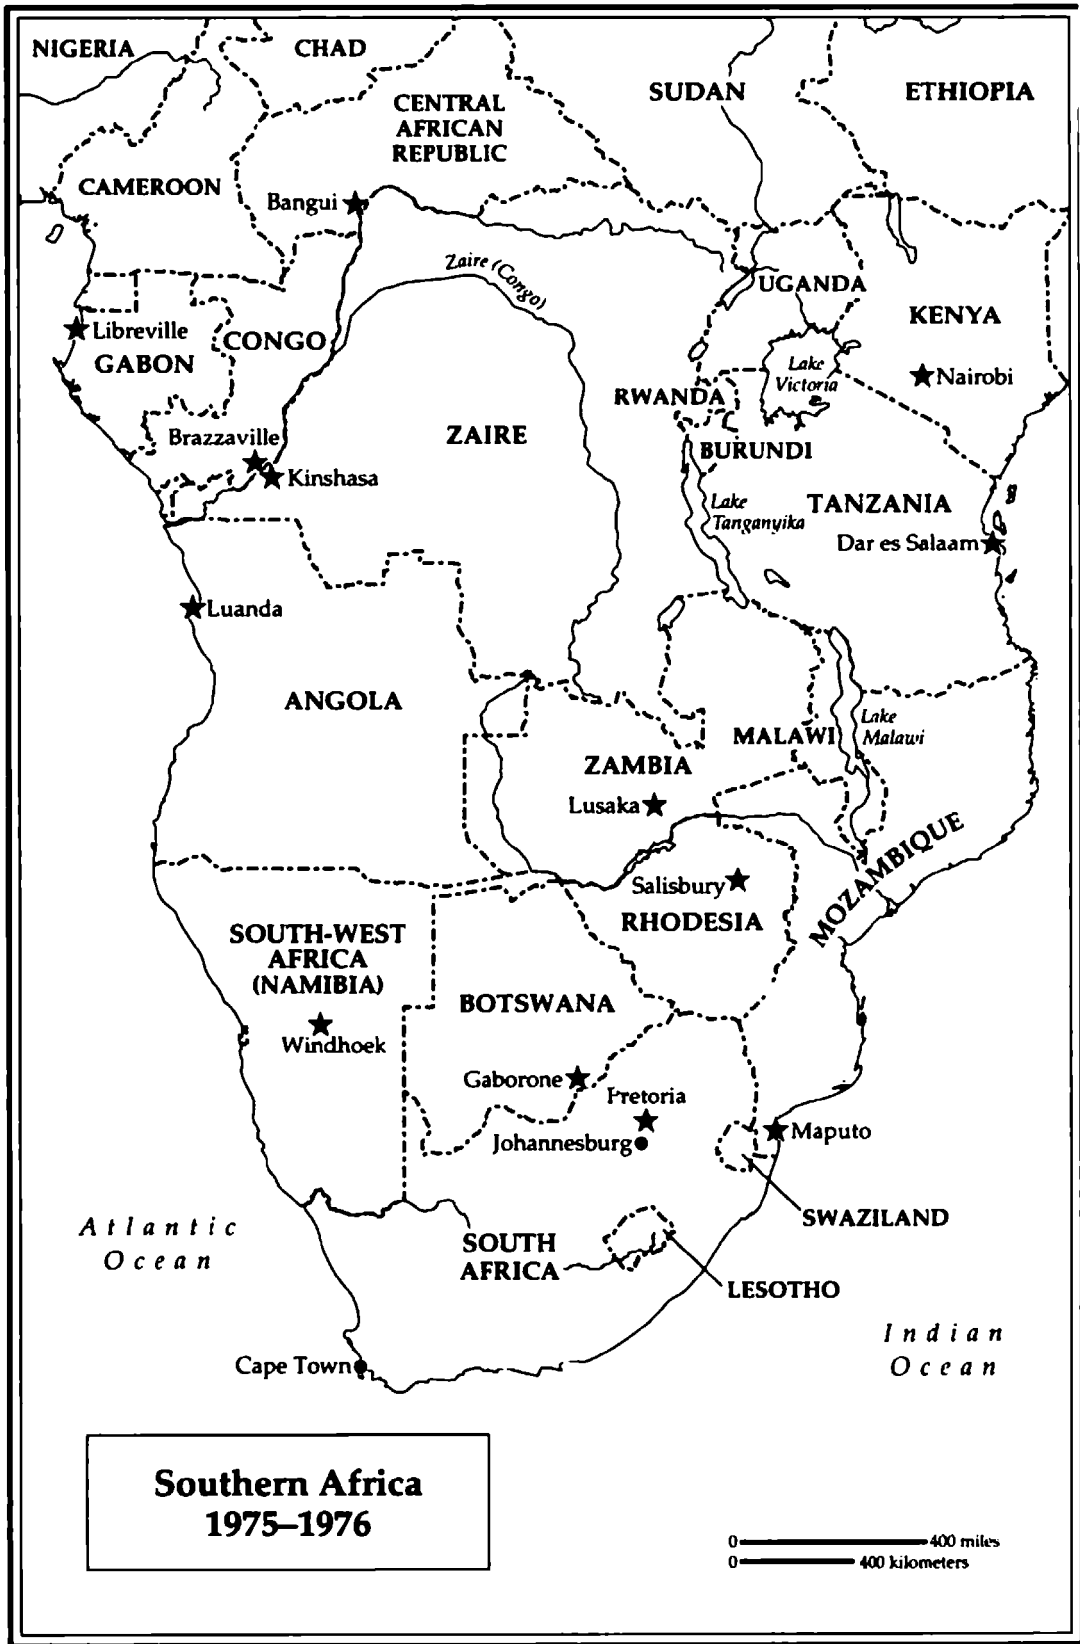 NIGERIA
CHAD
SUDAN
ETHIOPIA
CENTRAL
AFRICAN
REPUBLIC
CAMEROON
Bangui
Zaire (Congo)
UGANDA
KENYA
Libreville
GABON
CONGO
Lake
Victoria
Nairobi
RWANDA
ZAIRE
Brazzaville
BURUNDI
Kinshasa
Lake
Tanganyika
TANZANIA
Dar es Salaam
Luanda
ANGOLA
MALAWI
Lake
Malawi
ZAMBIA
Lusaka
MOZAMBIQUE
Salisbury
RHODESIA
SOUTH-WEST
AFRICA
(NAMIBIA)
BOTSWANA
Windhoek
Gaborone
Pretoria
Johannesburg
Maputo
SWAZILAND
Atlantic
Ocean
SOUTH
AFRICA
LESOTHO
Indian
Ocean
Cape Town
Southern Africa
1975–1976
0 400 miles
0 400 kilometers